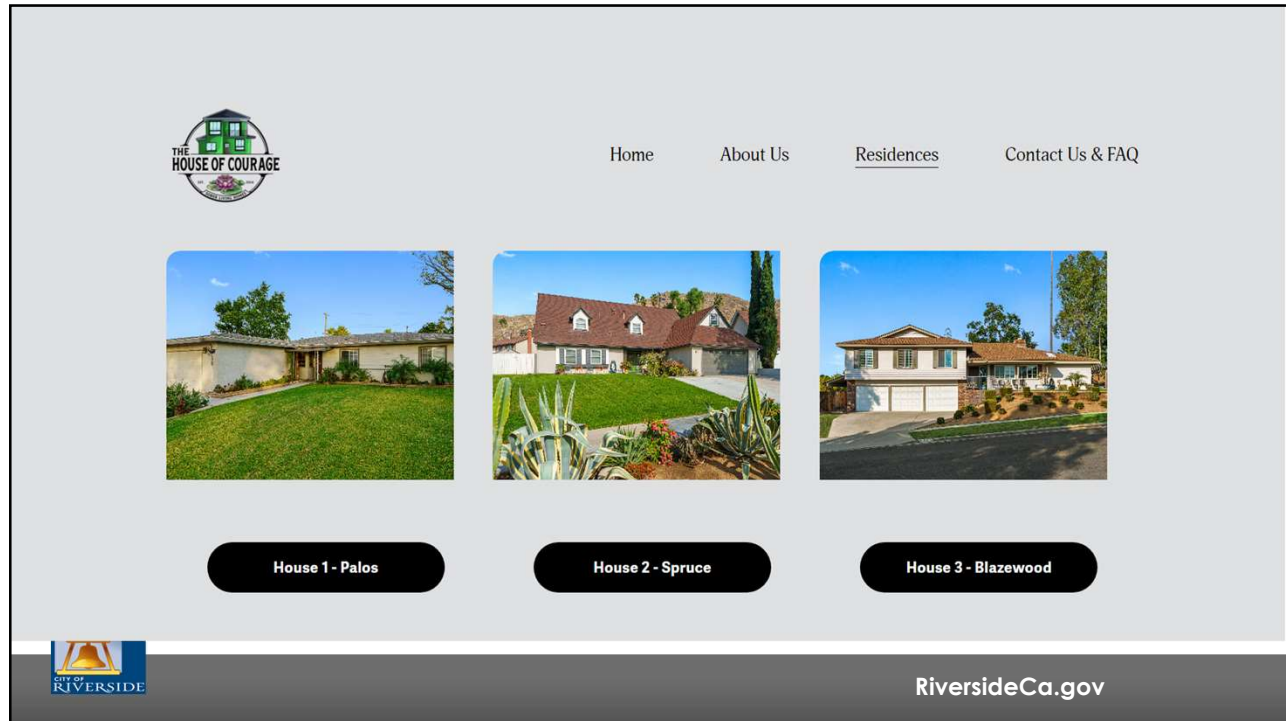 THE
HOUSE OF COURAGE
Home
About Us
Residences
Contact Us & FAQ
House 1 - Palos
House 2 - Spruce
House 3 - Blazewood
CITY OF
RIVERSIDE
RiversideCa.gov